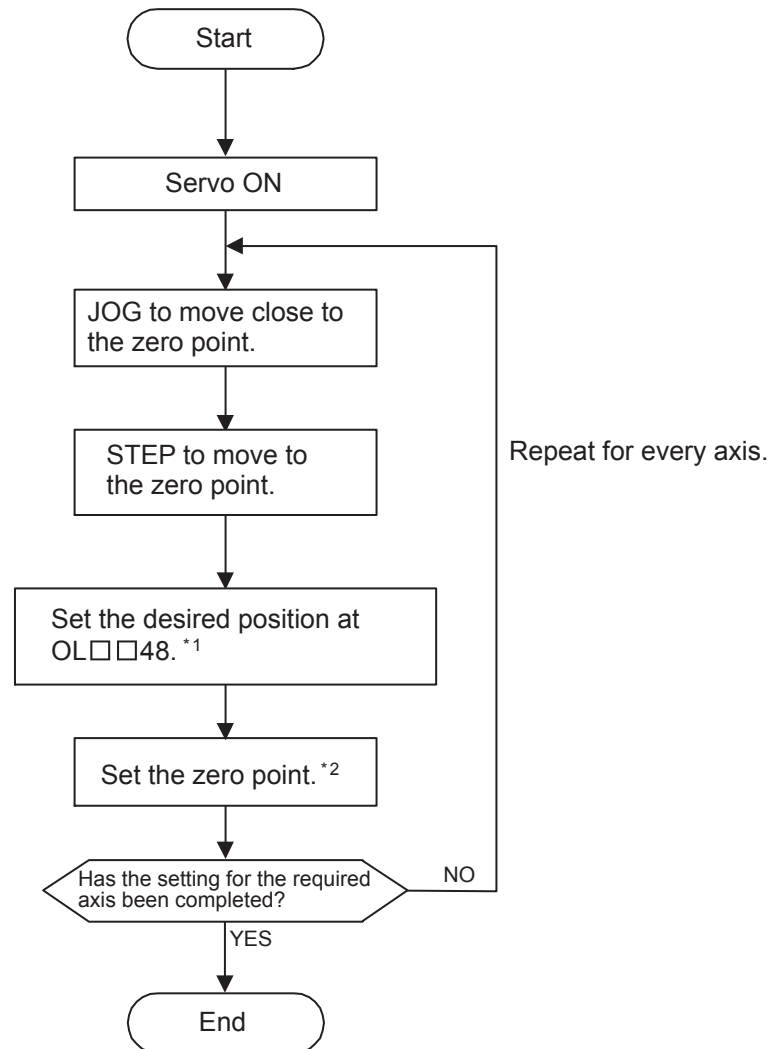 Start
Servo ON
JOG to move close to
the zero point.
STEP to move to
the zero point.
Repeat for every axis.
Set the desired position at
OL□□48. *1
Set the zero point. *2
Has the setting for the required
axis been completed?
NO
YES
End